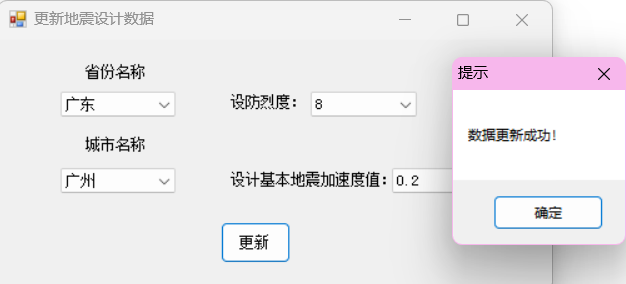 更新地震设计数据
省份名称
广东
设防烈度：
8
城市名称
广州
设计基本地震加速度值：
0.2
更新
提示
数据更新成功！
确定